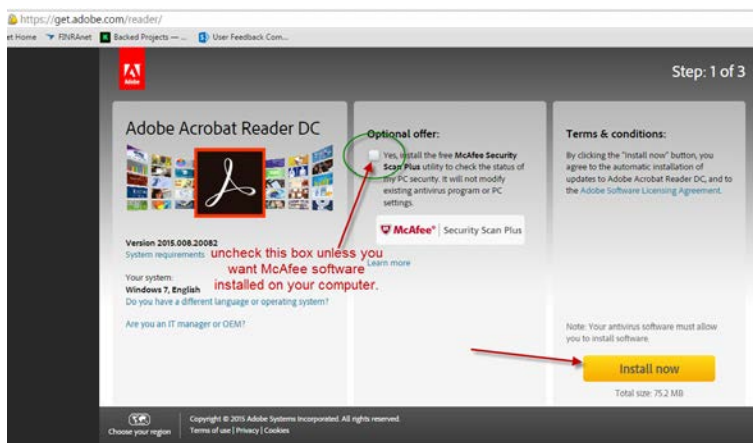 https://get.adobe.com/reader/
et Home FINRAnet Backed Projects — ... User Feedback Com...
Adobe
Step: 1 of 3
Adobe Acrobat Reader DC
Version 2015.008.20082
System requirements
Your system:
Windows 7, English
Do you have a different language or operating system?
Are you an IT manager or OEM?
Optional offer:
Yes, install the free McAfee Security
Scan Plus utility to check the status of
my PC security. It will not modify
existing antivirus program or PC
settings.
McAfee® Security Scan Plus
Learn more
uncheck this box unless you
want McAfee software
installed on your computer.
Terms & conditions:
By clicking the "Install now" button, you
agree to the automatic installation of
updates to Adobe Acrobat Reader DC, and to
the Adobe Software Licensing Agreement.
Note: Your antivirus software must allow
you to install software.
Install now
Total size: 75.2 MB
Choose your region
Copyright © 2015 Adobe Systems Incorporated. All rights reserved.
Terms of use | Privacy | Cookies